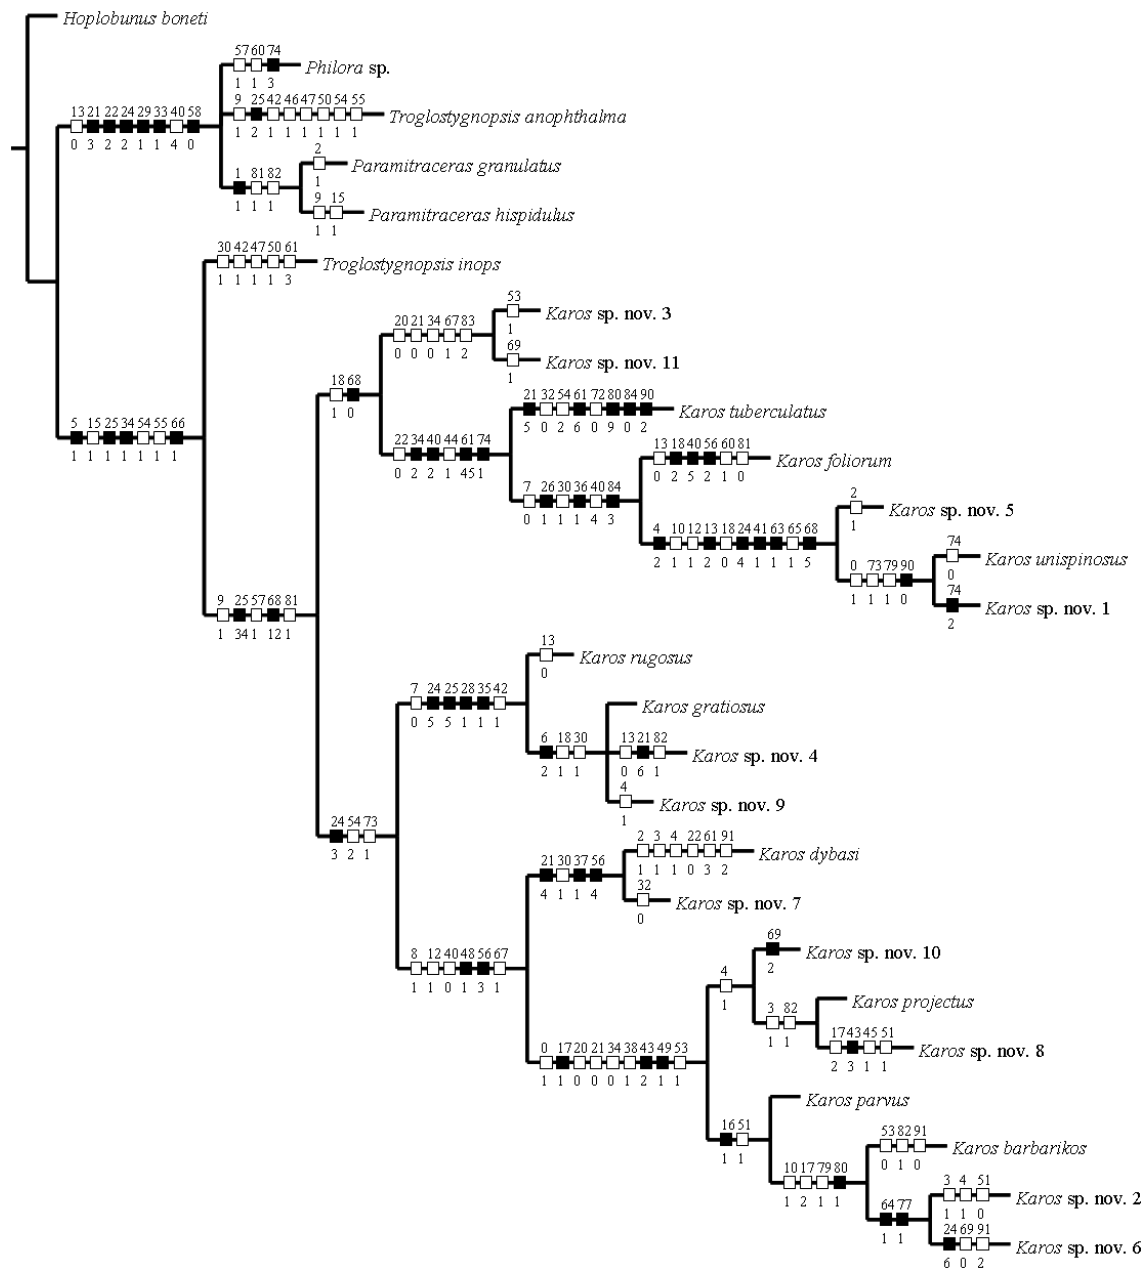 Hoplobunus boneti
57 60 74
Philora sp.
1 1 3
13 21 22 24 29 33 40 58
9 25 42 46 47 50 54 55
Troglostygnopsis anophthalma
0 3 2 2 1 1 4 0
1 2 1 1 1 1 1 1
2
Paramitraceras granulatus
1 81 82
1
1 1 1
9 15
Paramitraceras hispidulus
1 1
30 42 47 50 61
Troglostygnopsis inops
1 1 1 1 3
53
Karos sp. nov. 3
20 21 34 67 83
1
0 0 0 1 2
69
Karos sp. nov. 11
18 68
1
1 0
21 32 54 61 72 80 84 90
Karos tuberculatus
5 0 2 6 0 9 0 2
5 15 25 34 54 55 66
22 34 40 44 61 74
1 1 1 1 1 1 1
0 2 2 1 45 1
13 18 40 56 60 81
Karos foliorum
0 2 5 2 1 0
7 26 30 36 40 84
0 1 1 1 4 3
2
Karos sp. nov. 5
1
4 10 12 13 18 24 41 63 65 68
2 1 1 2 0 4 1 1 1 5
74
Karos unispinosus
0
0 73 79 90
1 1 1 0
74
Karos sp. nov. 1
2
9 25 57 68 81
1 34 1 12 1
13
Karos rugosus
0
7 24 25 28 35 42
0 5 5 1 1 1
Karos gratiosus
6 18 30
2 1 1
13 21 82
Karos sp. nov. 4
0 6 1
4
Karos sp. nov. 9
1
24 54 73
3 2 1
2 3 4 22 61 91
Karos dybasi
1 1 1 0 3 2
21 30 37 56
4 1 1 4
32
Karos sp. nov. 7
0
8 12 40 48 56 67
1 1 0 1 3 1
69
Karos sp. nov. 10
2
4
1
Karos projectus
3 82
1 1
17 43 45 51
Karos sp. nov. 8
2 3 1 1
0 17 20 21 34 38 43 49 53
1 1 0 0 0 1 2 1 1
Karos parvus
16 51
1 1
53 82 91
Karos barbarikos
0 1 0
10 17 79 80
1 2 1 1
3 4 51
Karos sp. nov. 2
1 1 0
64 77
1 1
24 69 91
Karos sp. nov. 6
6 0 2